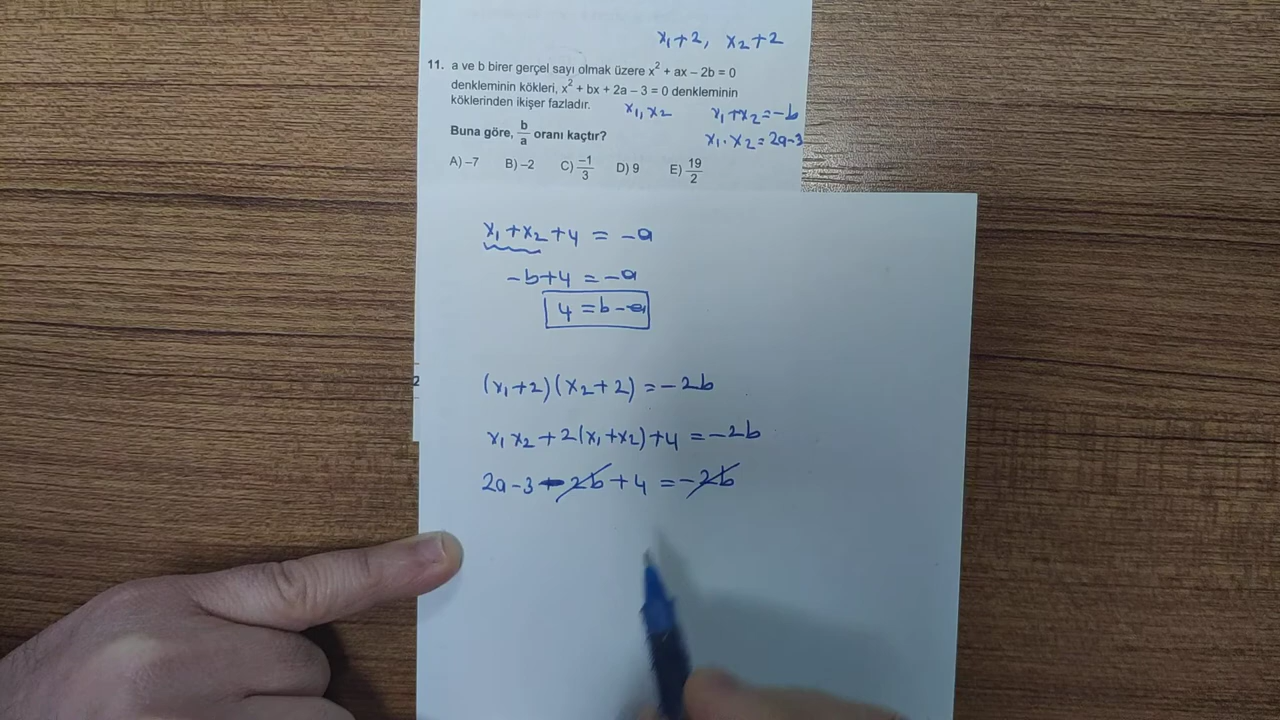 x₁+2, x₂+2
11. a ve b birer gerçel sayı olmak üzere x² + ax – 2b = 0
denkleminin kökleri, x² + bx + 2a – 3 = 0 denkleminin
köklerinden ikişer fazladır.
x₁, x₂
x₁+x₂=-b
x₁.x₂=2a-3
Buna göre, b/a oranı kaçtır?
A) –7 B) –2 C) –1/3 D) 9 E) 19/2
x₁+x₂+4 = -a
-b+4 = -a
4 = b-a
2
(x₁+2)(x₂+2) = -2b
x₁x₂+2(x₁+x₂)+4 = -2b
2a-3-2b+4 = -2b